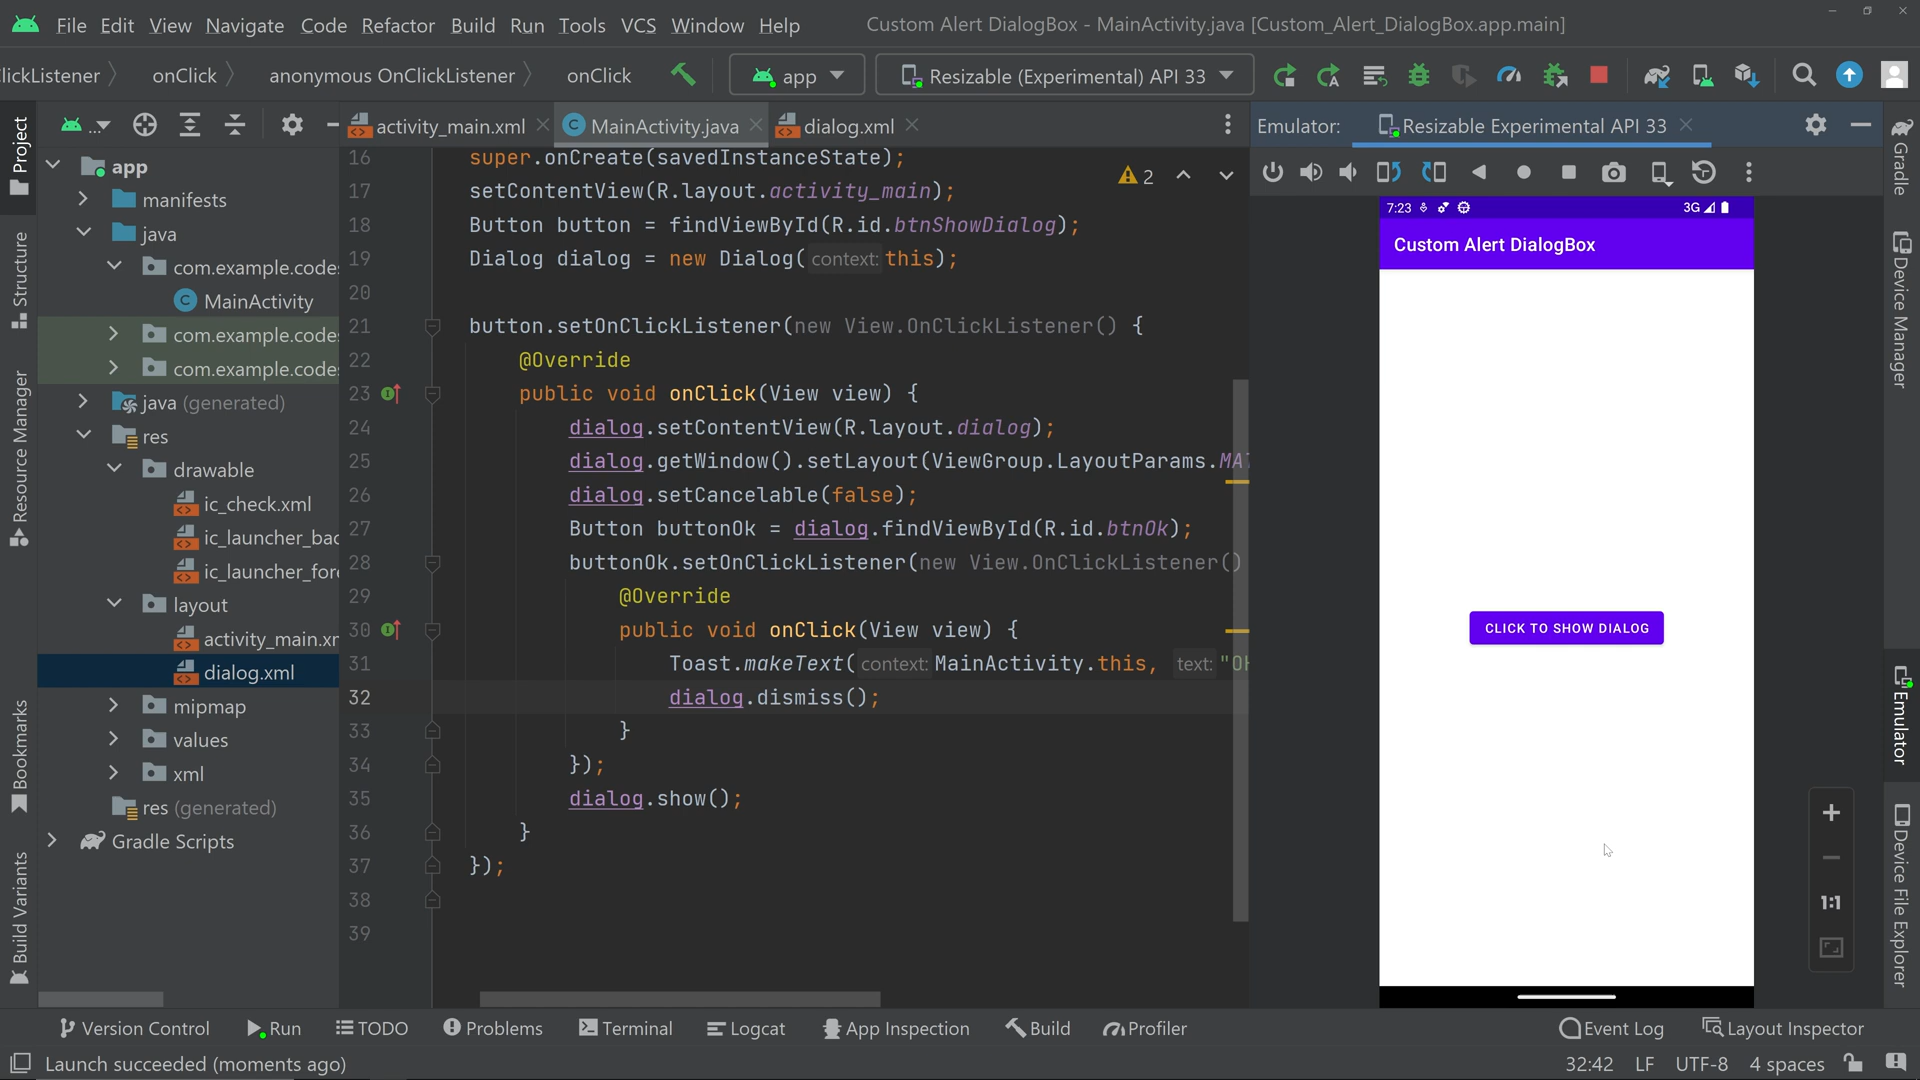 File Edit View Navigate Code Refactor Build Run Tools VCS Window Help
Custom Alert DialogBox - MainActivity.java [Custom_Alert_DialogBox.app.main]
lickListener onClick anonymous OnClickListener onClick
app
Resizable (Experimental) API 33
Project
Structure
Resource Manager
Bookmarks
Build Variants
...
app
manifests
java
com.example.code
MainActivity
com.example.code
com.example.code
java (generated)
res
drawable
ic_check.xml
ic_launcher_bac
ic_launcher_for
layout
activity_main.x
dialog.xml
mipmap
values
xml
res (generated)
Gradle Scripts
activity_main.xml
MainActivity.java
dialog.xml
2
16 super.onCreate(savedInstanceState);
17 setContentView(R.layout.activity_main);
18 Button button = findViewById(R.id.btnShowDialog);
19 Dialog dialog = new Dialog( context: this);
20
21 button.setOnClickListener(new View.OnClickListener() {
22 @Override
23 public void onClick(View view) {
24 dialog.setContentView(R.layout.dialog);
25 dialog.getWindow().setLayout(ViewGroup.LayoutParams.MA
26 dialog.setCancelable(false);
27 Button buttonOk = dialog.findViewById(R.id.btnOk);
28 buttonOk.setOnClickListener(new View.OnClickListener()
29 @Override
30 public void onClick(View view) {
31 Toast.makeText( context: MainActivity.this, text: "O
32 dialog.dismiss();
33 }
34 });
35 dialog.show();
36 }
37 });
38
39
Emulator: Resizable Experimental API 33
7:23
3G
Custom Alert DialogBox
CLICK TO SHOW DIALOG
1:1
Gradle
Device Manager
Emulator
Device File Explorer
Version Control Run TODO Problems Terminal Logcat App Inspection Build Profiler
Event Log Layout Inspector
Launch succeeded (moments ago)
32:42 LF UTF-8 4 spaces